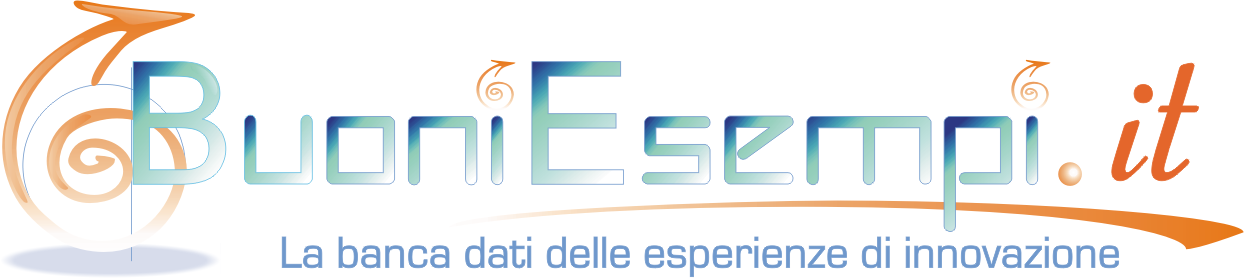 BuoniEsempi.it
La banca dati delle esperienze di innovazione